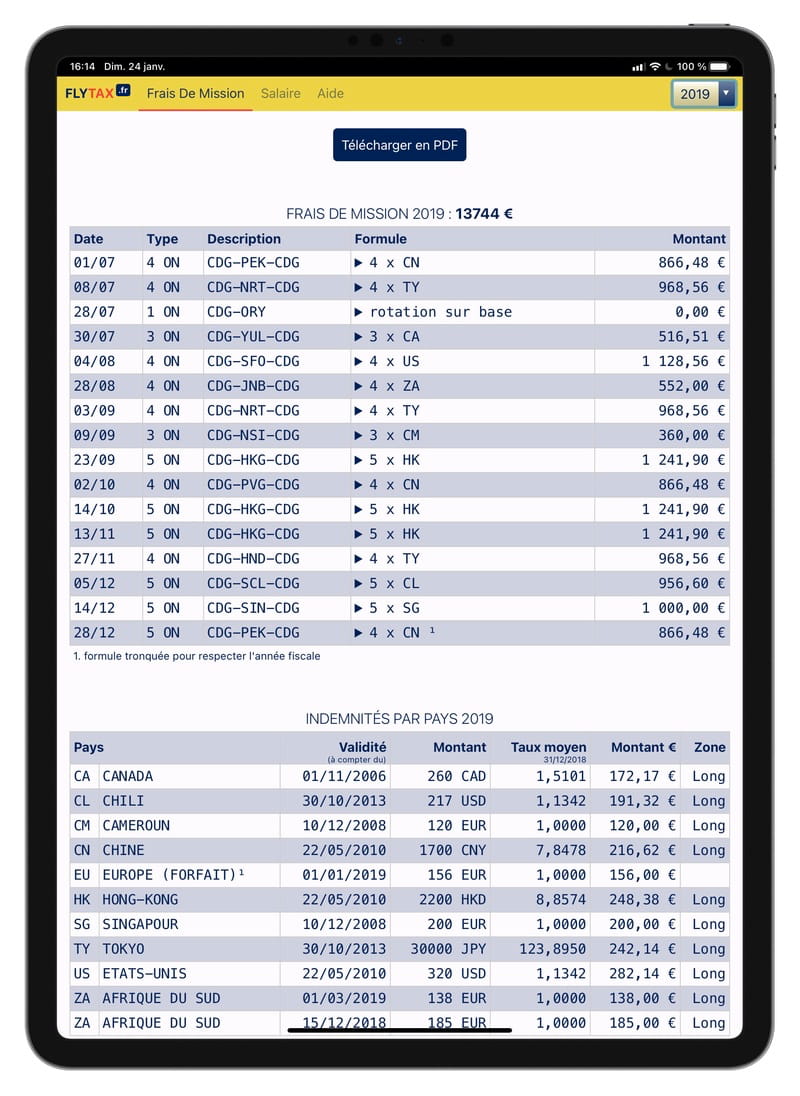 16:14 Dim. 24 janv. 100 %
FLYTAX.fr Frais De Mission Salaire Aide 2019
Télécharger en PDF
FRAIS DE MISSION 2019 : 13744 €
Date Type Description Formule Montant
01/07 4 ON CDG-PEK-CDG ▶ 4 x CN 866,48 €
08/07 4 ON CDG-NRT-CDG ▶ 4 x TY 968,56 €
28/07 1 ON CDG-ORY ▶ rotation sur base 0,00 €
30/07 3 ON CDG-YUL-CDG ▶ 3 x CA 516,51 €
04/08 4 ON CDG-SFO-CDG ▶ 4 x US 1 128,56 €
28/08 4 ON CDG-JNB-CDG ▶ 4 x ZA 552,00 €
03/09 4 ON CDG-NRT-CDG ▶ 4 x TY 968,56 €
09/09 3 ON CDG-NSI-CDG ▶ 3 x CM 360,00 €
23/09 5 ON CDG-HKG-CDG ▶ 5 x HK 1 241,90 €
02/10 4 ON CDG-PVG-CDG ▶ 4 x CN 866,48 €
14/10 5 ON CDG-HKG-CDG ▶ 5 x HK 1 241,90 €
13/11 5 ON CDG-HKG-CDG ▶ 5 x HK 1 241,90 €
27/11 4 ON CDG-HND-CDG ▶ 4 x TY 968,56 €
05/12 5 ON CDG-SCL-CDG ▶ 5 x CL 956,60 €
14/12 5 ON CDG-SIN-CDG ▶ 5 x SG 1 000,00 €
28/12 5 ON CDG-PEK-CDG ▶ 4 x CN ¹ 866,48 €
1. formule tronquée pour respecter l'année fiscale
INDEMNITÉS PAR PAYS 2019
Pays Validité Montant Taux moyen Montant € Zone
(à compter du) 31/12/2018
CA CANADA 01/11/2006 260 CAD 1,5101 172,17 € Long
CL CHILI 30/10/2013 217 USD 1,1342 191,32 € Long
CM CAMEROUN 10/12/2008 120 EUR 1,0000 120,00 € Long
CN CHINE 22/05/2010 1700 CNY 7,8478 216,62 € Long
EU EUROPE (FORFAIT)¹ 01/01/2019 156 EUR 1,0000 156,00 €
HK HONG-KONG 22/05/2010 2200 HKD 8,8574 248,38 € Long
SG SINGAPOUR 10/12/2008 200 EUR 1,0000 200,00 € Long
TY TOKYO 30/10/2013 30000 JPY 123,8950 242,14 € Long
US ETATS-UNIS 22/05/2010 320 USD 1,1342 282,14 € Long
ZA AFRIQUE DU SUD 01/03/2019 138 EUR 1,0000 138,00 € Long
ZA AFRIQUE DU SUD 15/12/2018 185 EUR 1,0000 185,00 € Long